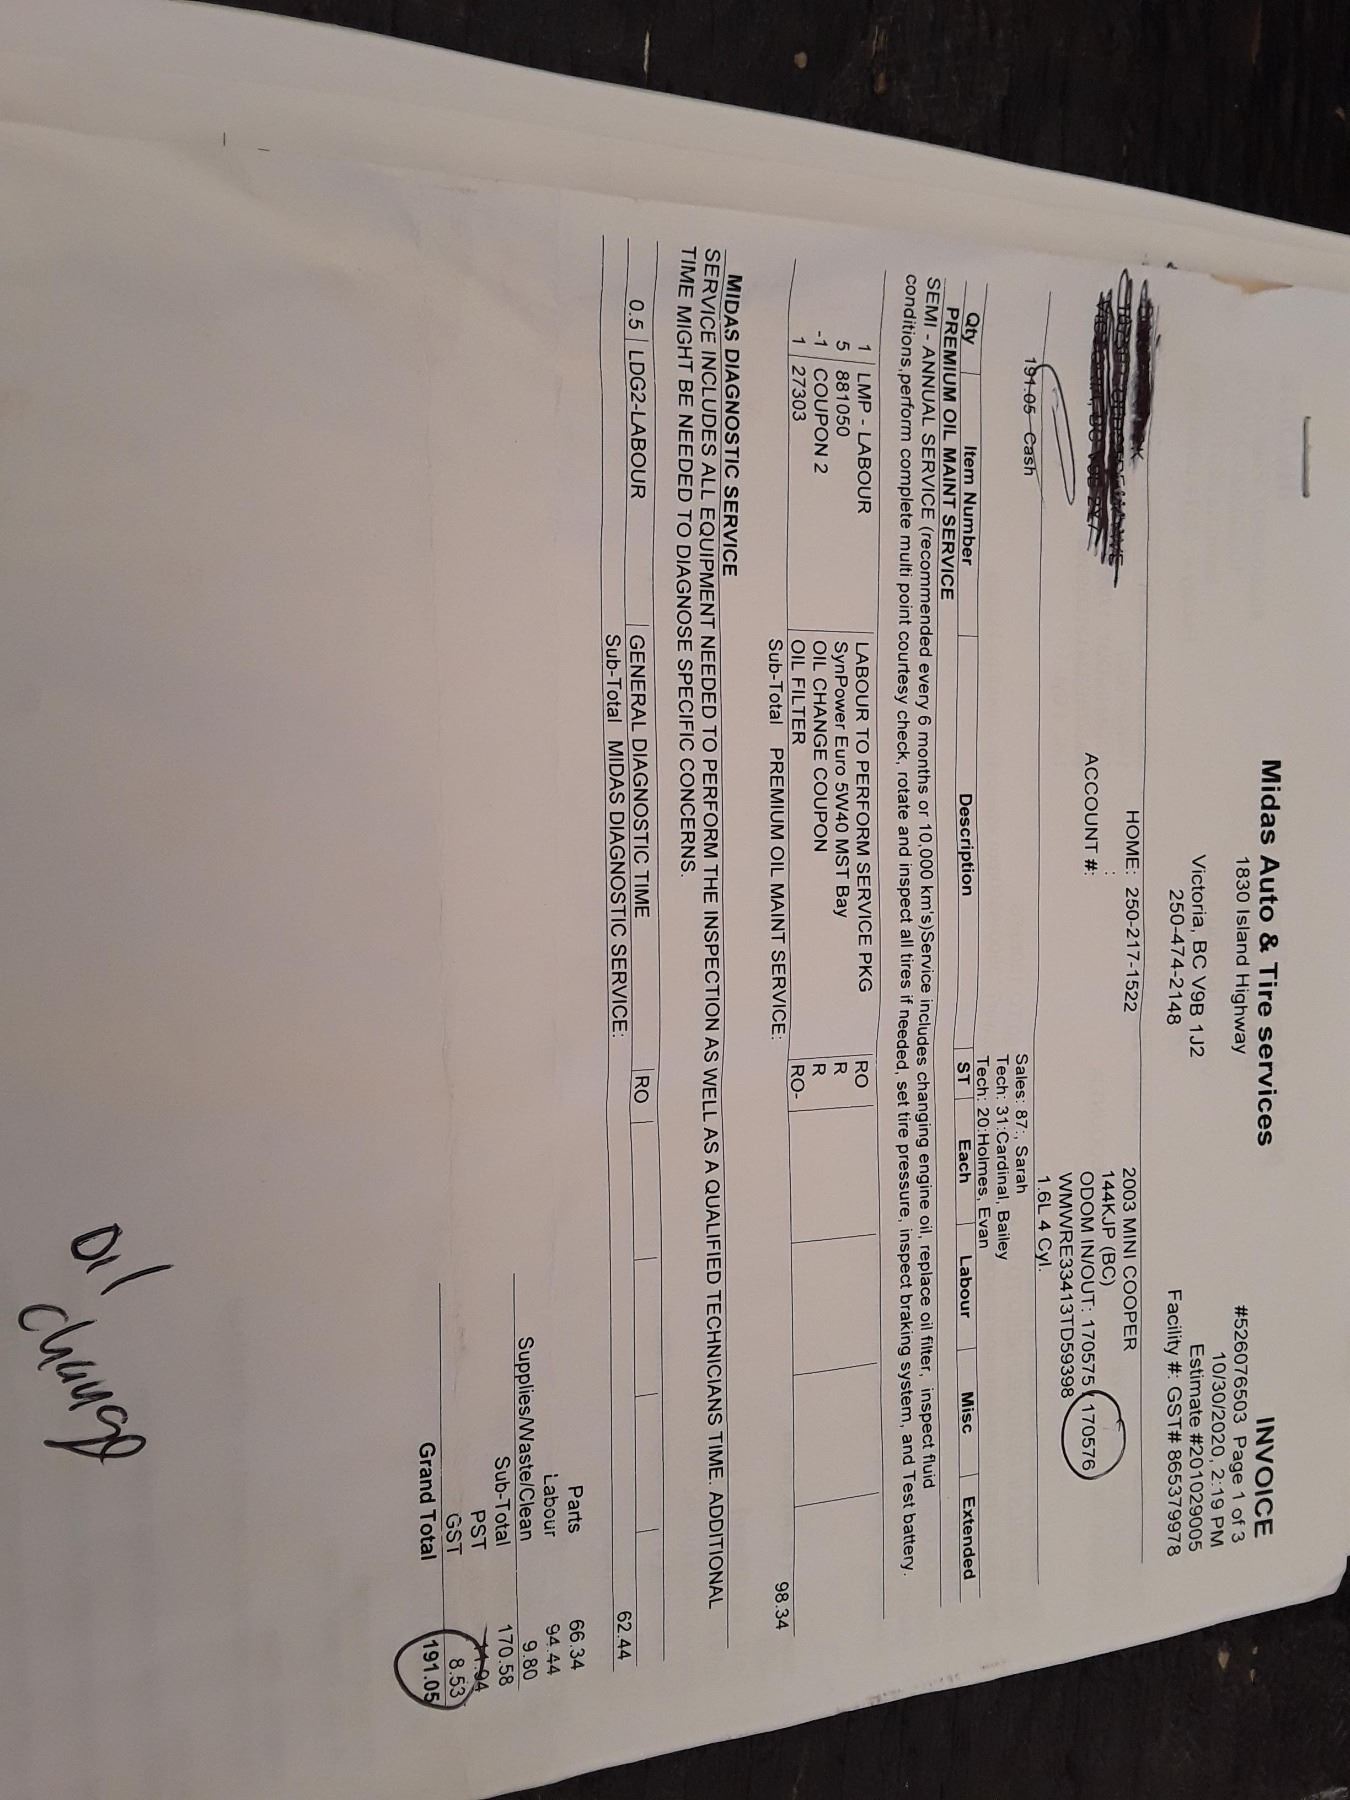 Midas Auto & Tire services
1830 Island Highway
Victoria, BC V9B 1J2
250-474-2148
INVOICE
#526076503 Page 1 of 3
10/30/2020, 2:19 PM
Estimate #201029005
Facility #: GST# 865379978
HOME: 250-217-1522
:
ACCOUNT #:
2003 MINI COOPER
144KJP (BC)
ODOM IN/OUT: 170575 / 170576
WMWRE33413TD59398
1.6L 4 Cyl.
191.05 Cash
Sales: 87:, Sarah
Tech: 31:Cardinal, Bailey
Tech: 20:Holmes, Evan
Qty Item Number Description ST Each Labour Misc Extended
PREMIUM OIL MAINT SERVICE
SEMI - ANNUAL SERVICE (recommended every 6 months or 10,000 km's)Service includes changing engine oil, replace oil filter, inspect fluid
conditions,perform complete multi point courtesy check, rotate and inspect all tires if needed, set tire pressure, inspect braking system, and Test battery.
1 LMP - LABOUR LABOUR TO PERFORM SERVICE PKG RO
5 881050 SynPower Euro 5W40 MST Bay R
-1 COUPON 2 OIL CHANGE COUPON R
1 27303 OIL FILTER RO-
Sub-Total PREMIUM OIL MAINT SERVICE: 98.34
MIDAS DIAGNOSTIC SERVICE
SERVICE INCLUDES ALL EQUIPMENT NEEDED TO PERFORM THE INSPECTION AS WELL AS A QUALIFIED TECHNICIANS TIME. ADDITIONAL
TIME MIGHT BE NEEDED TO DIAGNOSE SPECIFIC CONCERNS.
0.5 LDG2-LABOUR GENERAL DIAGNOSTIC TIME RO
Sub-Total MIDAS DIAGNOSTIC SERVICE: 62.44
Parts 66.34
Labour 94.44
Supplies/Waste/Clean 9.80
Sub-Total 170.58
PST 11.94
GST 8.53
Grand Total 191.05
oil
change